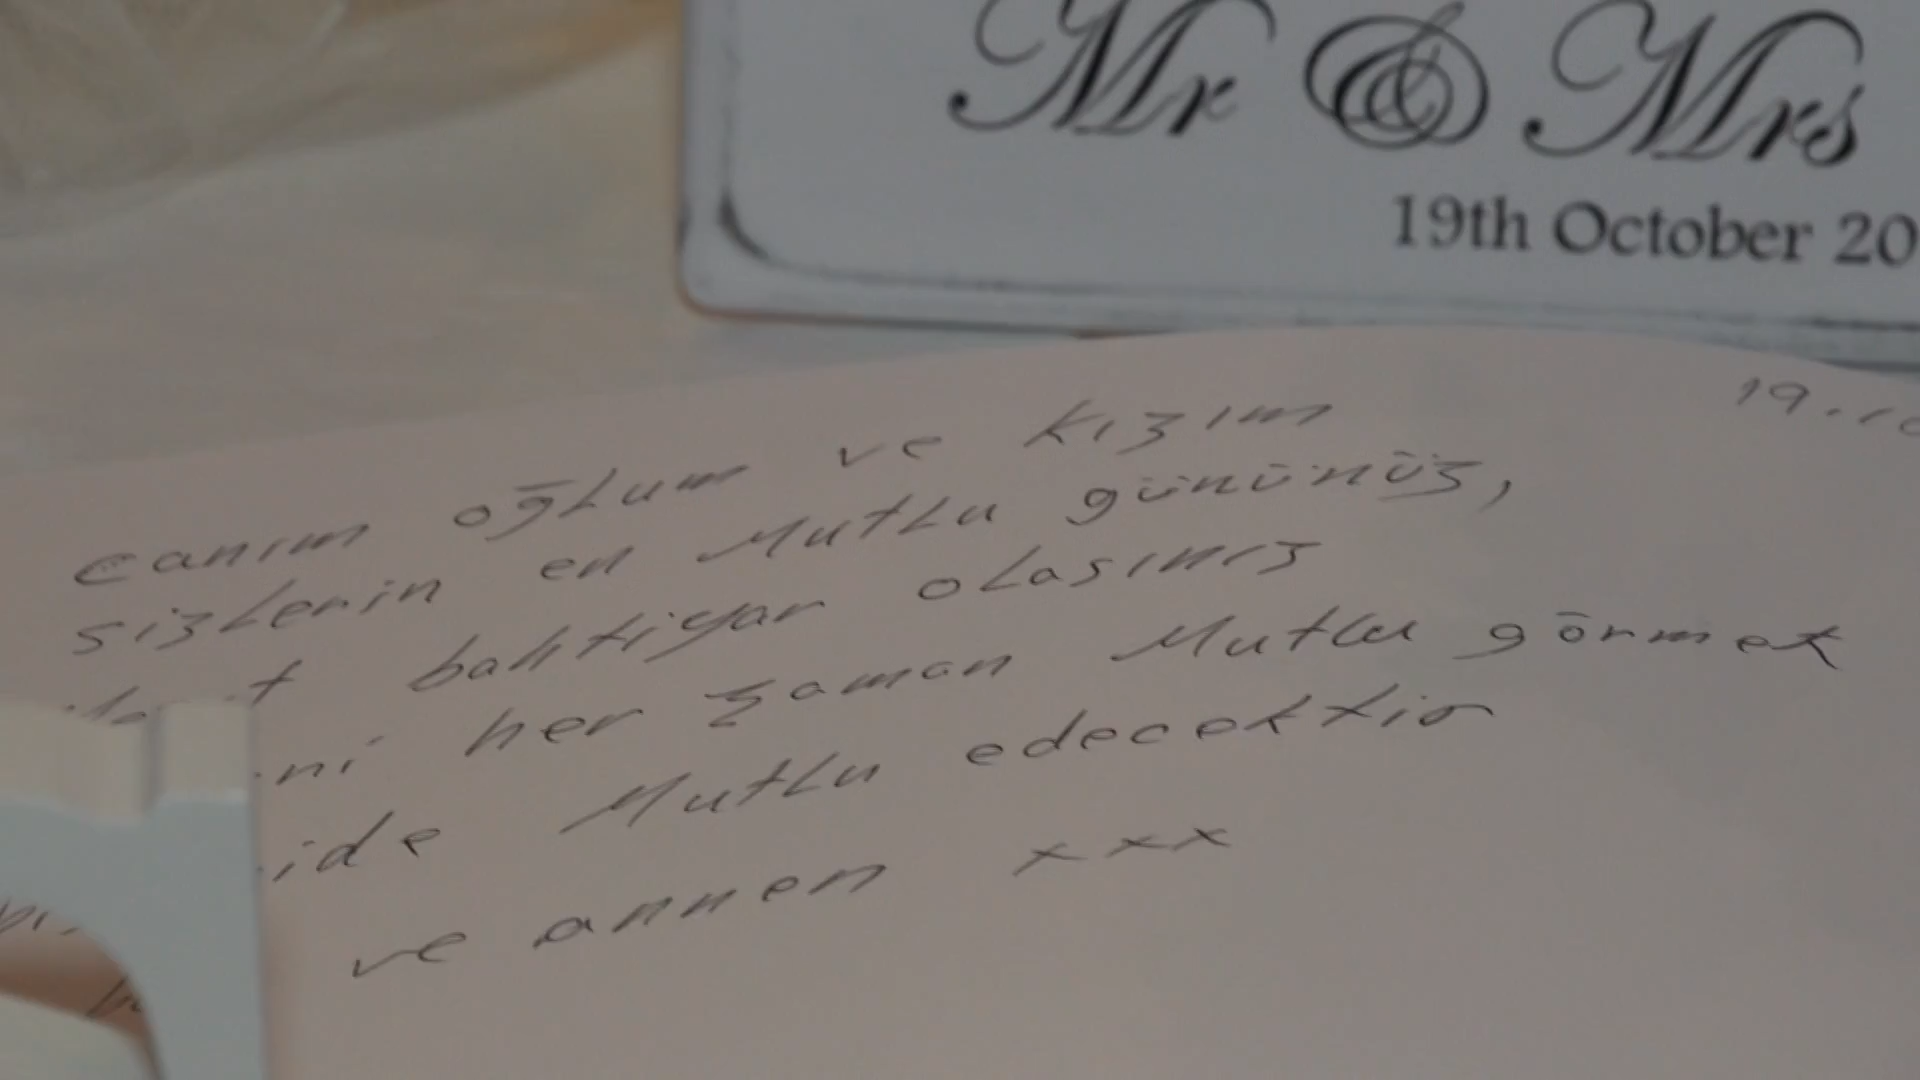 Mr & Mrs
19th October 20
19.10
canım oğlum ve kızım
sizlerin en Mutlu gününüz,
bahtiyar olasınız
her zaman Mutlu görmek
Mutlu edecektir
ve annen xxx